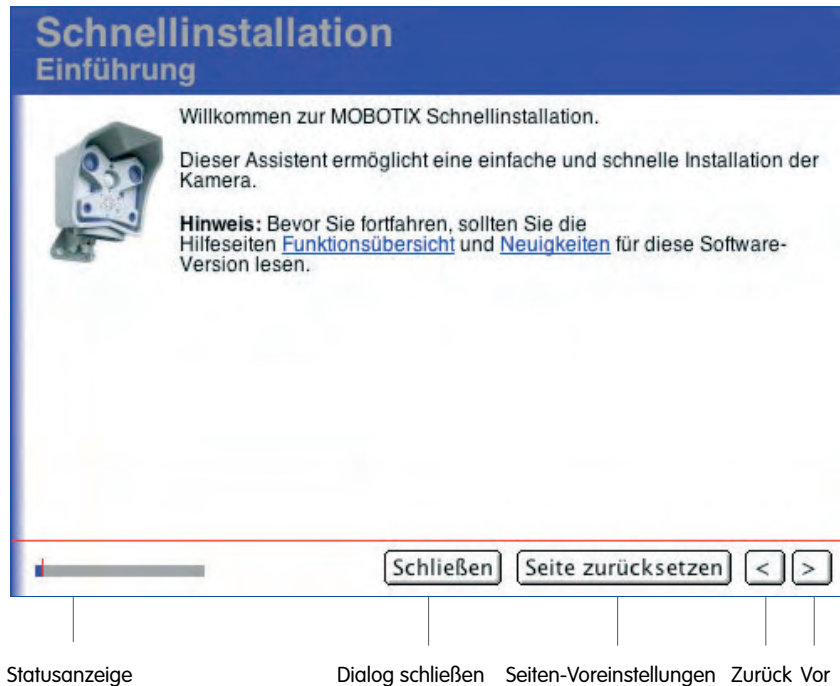 Schnellinstallation
Einführung
Willkommen zur MOBOTIX Schnellinstallation.
Dieser Assistent ermöglicht eine einfache und schnelle Installation der
Kamera.
Hinweis: Bevor Sie fortfahren, sollten Sie die
Hilfeseiten Funktionsübersicht und Neuigkeiten für diese Software-
Version lesen.
Schließen Seite zurücksetzen < >
Statusanzeige Dialog schließen Seiten-Voreinstellungen Zurück Vor